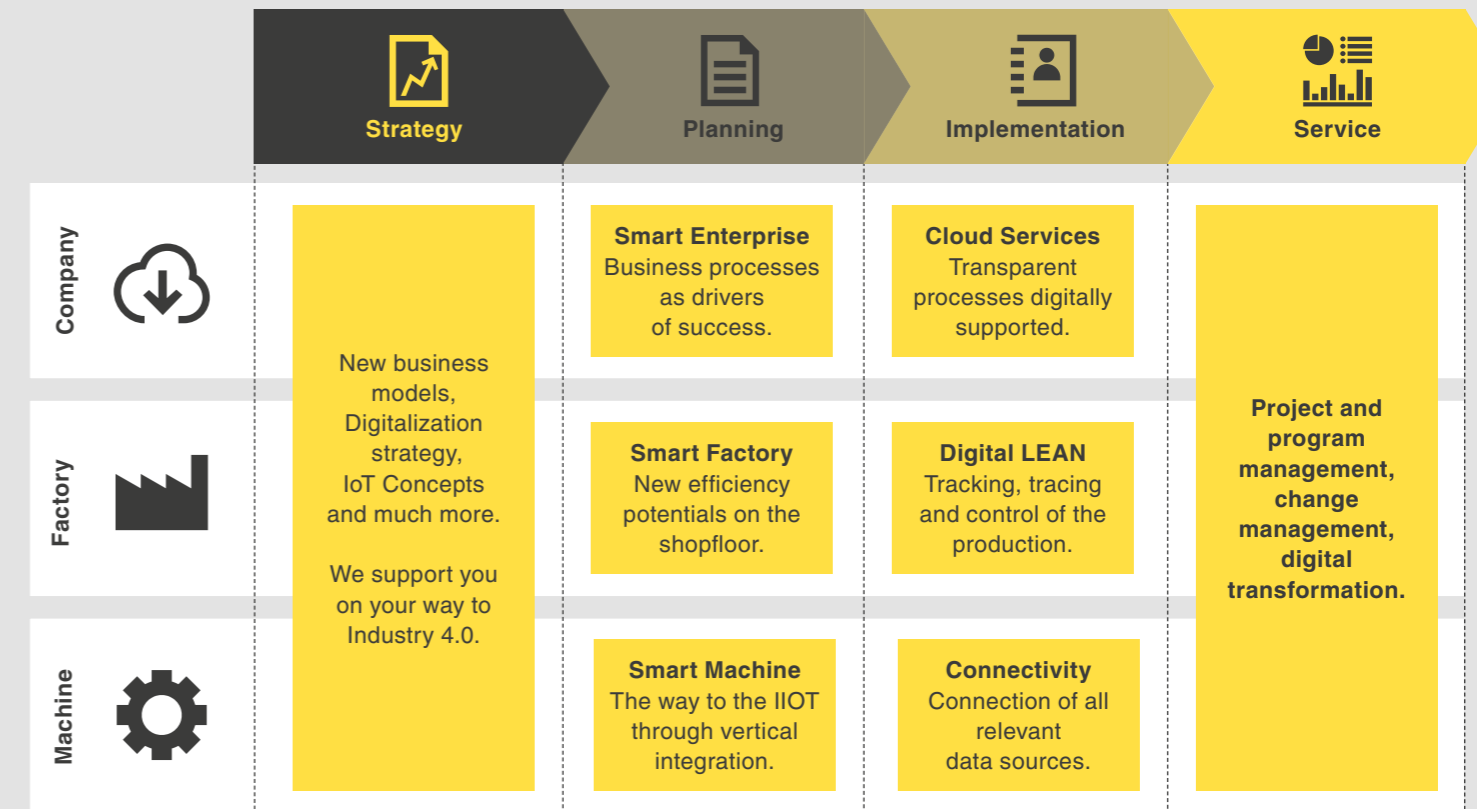 Strategy
Planning
Implementation
Service
Company
Smart Enterprise
Business processes
as drivers
of success.
Cloud Services
Transparent
processes digitally
supported.
New business
models,
Digitalization
strategy,
IoT Concepts
and much more.
We support you
on your way to
Industry 4.0.
Project and
program
management,
change
management,
digital
transformation.
Factory
Smart Factory
New efficiency
potentials on the
shopfloor.
Digital LEAN
Tracking, tracing
and control of the
production.
Machine
Smart Machine
The way to the IIOT
through vertical
integration.
Connectivity
Connection of all
relevant
data sources.